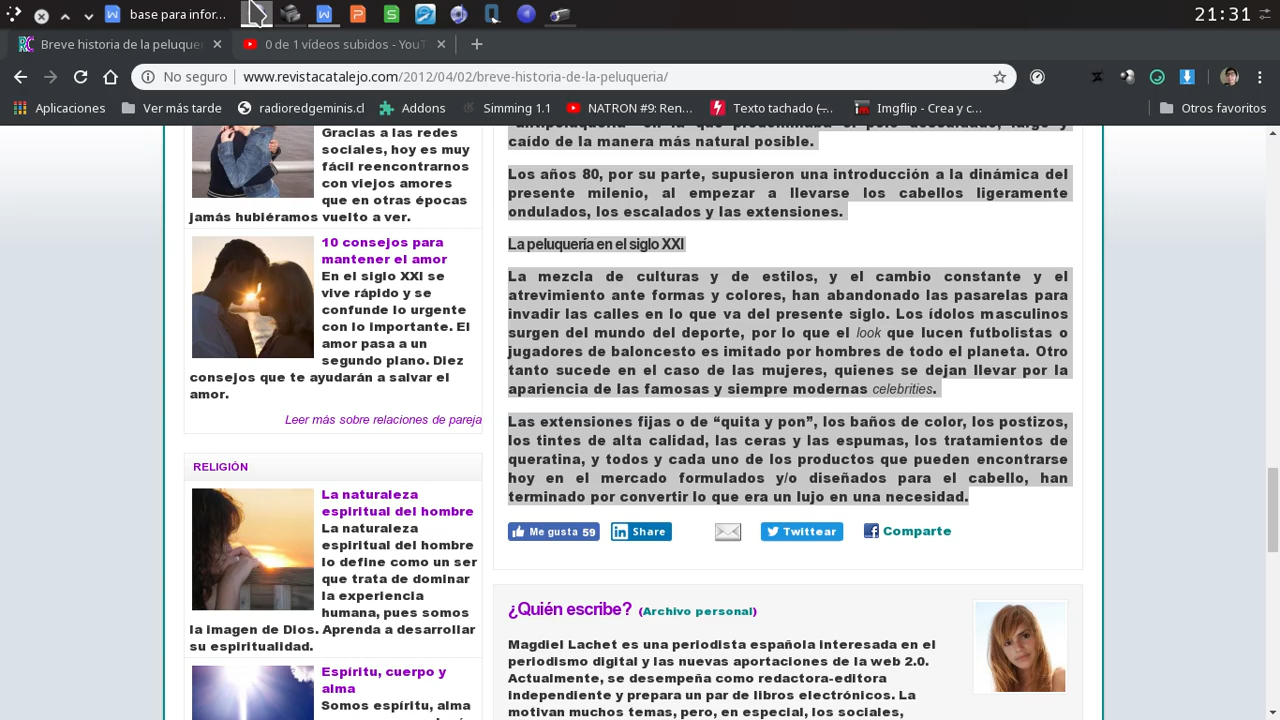 base para infor...
21:31
Breve historia de la peluquer
0 de 1 vídeos subidos - YouT
No seguro
www.revistacatalejo.com/2012/04/02/breve-historia-de-la-peluqueria/
Aplicaciones
Ver más tarde
radioredgeminis.cl
Addons
Simming 1.1
NATRON #9: Ren...
Texto tachado (...
Imgflip - Crea y c...
Otros favoritos
Gracias a las redes
sociales, hoy es muy
fácil reencontrarnos
con viejos amores
que en otras épocas
jamás hubiéramos vuelto a ver.
10 consejos para
mantener el amor
En el siglo XXI se
vive rápido y se
confunde lo urgente
con lo importante. El
amor pasa a un
segundo plano. Diez
consejos que te ayudarán a salvar el
amor.
Leer más sobre relaciones de pareja
RELIGIÓN
La naturaleza
espiritual del hombre
La naturaleza
espiritual del hombre
lo define como un ser
que trata de dominar
la experiencia
humana, pues somos
la imagen de Dios. Aprenda a desarrollar
su espiritualidad.
Espíritu, cuerpo y
alma
Somos espíritu, alma
caído de la manera más natural posible.
Los años 80, por su parte, supusieron una introducción a la dinámica del
presente milenio, al empezar a llevarse los cabellos ligeramente
ondulados, los escalados y las extensiones.
La peluquería en el siglo XXI
La mezcla de culturas y de estilos, y el cambio constante y el
atrevimiento ante formas y colores, han abandonado las pasarelas para
invadir las calles en lo que va del presente siglo. Los ídolos masculinos
surgen del mundo del deporte, por lo que el look que lucen futbolistas o
jugadores de baloncesto es imitado por hombres de todo el planeta. Otro
tanto sucede en el caso de las mujeres, quienes se dejan llevar por la
apariencia de las famosas y siempre modernas celebrities.
Las extensiones fijas o de “quita y pon”, los baños de color, los postizos,
los tintes de alta calidad, las ceras y las espumas, los tratamientos de
queratina, y todos y cada uno de los productos que pueden encontrarse
hoy en el mercado formulados y/o diseñados para el cabello, han
terminado por convertir lo que era un lujo en una necesidad.
Me gusta 59
Share
Twittear
Comparte
¿Quién escribe? (Archivo personal)
Magdiel Lachet es una periodista española interesada en el
periodismo digital y las nuevas aportaciones de la web 2.0.
Actualmente, se desempeña como redactora-editora
independiente y prepara un par de libros electrónicos. La
motivan muchos temas, pero, en especial, los sociales,